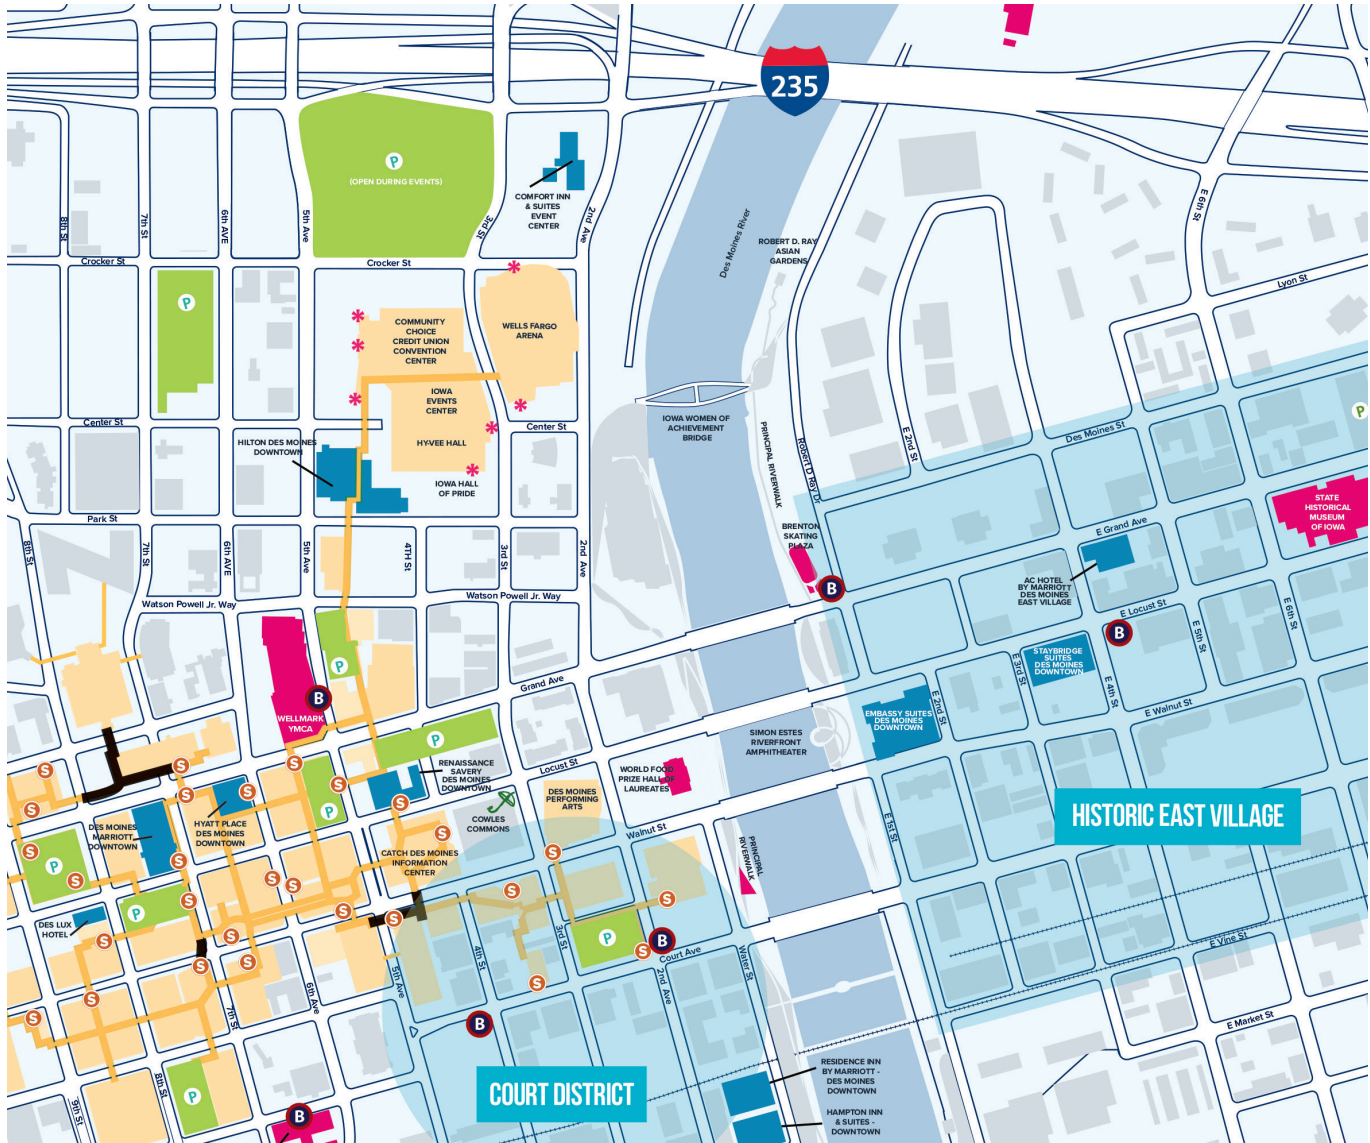 235
P
(OPEN DURING EVENTS)
COMFORT INN
& SUITES
EVENT
CENTER
8th St
7th St
6th AVE
5th Ave
3rd St
2nd Ave
E 6th St
Des Moines River
ROBERT D. RAY
ASIAN
GARDENS
Crocker St
Crocker St
Lyon St
P
COMMUNITY
CHOICE
CREDIT UNION
CONVENTION
CENTER
WELLS FARGO
ARENA
IOWA
EVENTS
CENTER
HY-VEE HALL
IOWA HALL
OF PRIDE
HILTON DES MOINES
DOWNTOWN
Center St
Center St
IOWA WOMEN OF
ACHIEVEMENT
BRIDGE
PRINCIPAL RIVERWALK
Robert D Ray Dr
E 2nd St
Des Moines St
P
STATE
HISTORICAL
MUSEUM
OF IOWA
E Grand Ave
Park St
8th St
7th St
6th AVE
5th Ave
4TH St
3rd St
2nd Ave
BRENTON
SKATING
PLAZA
B
AC HOTEL
BY MARRIOTT
DES MOINES
EAST VILLAGE
E Locust St
B
E 5th St
E 6th St
Watson Powell Jr. Way
Watson Powell Jr. Way
P
B
WELLMARK
YMCA
STAYBRIDGE
SUITES
DES MOINES
DOWNTOWN
E 3rd St
E 4th St
E 2nd St
E Walnut St
EMBASSY SUITES
DES MOINES
DOWNTOWN
Grand Ave
P
SIMON ESTES
RIVERFRONT
AMPHITHEATER
RENAISSANCE
SAVERY
DES MOINES
DOWNTOWN
Locust St
WORLD FOOD
PRIZE HALL OF
LAUREATES
DES MOINES
PERFORMING
ARTS
COWLES
COMMONS
Walnut St
S
S
S
S
S
S
S
S
S
P
HYATT PLACE
DES MOINES
DOWNTOWN
DES MOINES
MARRIOTT
DOWNTOWN
CATCH DES MOINES
INFORMATION
CENTER
PRINCIPAL
RIVERWALK
E 1st St
HISTORIC EAST VILLAGE
S
P
S
S
S
S
S
S
S
P
S
S
S
S
DES LUX
HOTEL
S
S
S
S
P
S
B
3rd St
4th St
5th Ave
Court Ave
Water St
2nd Ave
E Vine St
S
S
S
S
B
6th Ave
7th St
E Market St
8th St
9th St
P
B
COURT DISTRICT
RESIDENCE INN
BY MARRIOTT -
DES MOINES
DOWNTOWN
HAMPTON INN
& SUITES -
DOWNTOWN